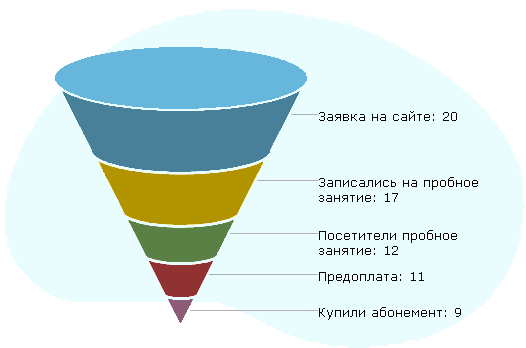 Заявка на сайте: 20
Записались на пробное
занятие: 17
Посетители пробное
занятие: 12
Предоплата: 11
Купили абонемент: 9